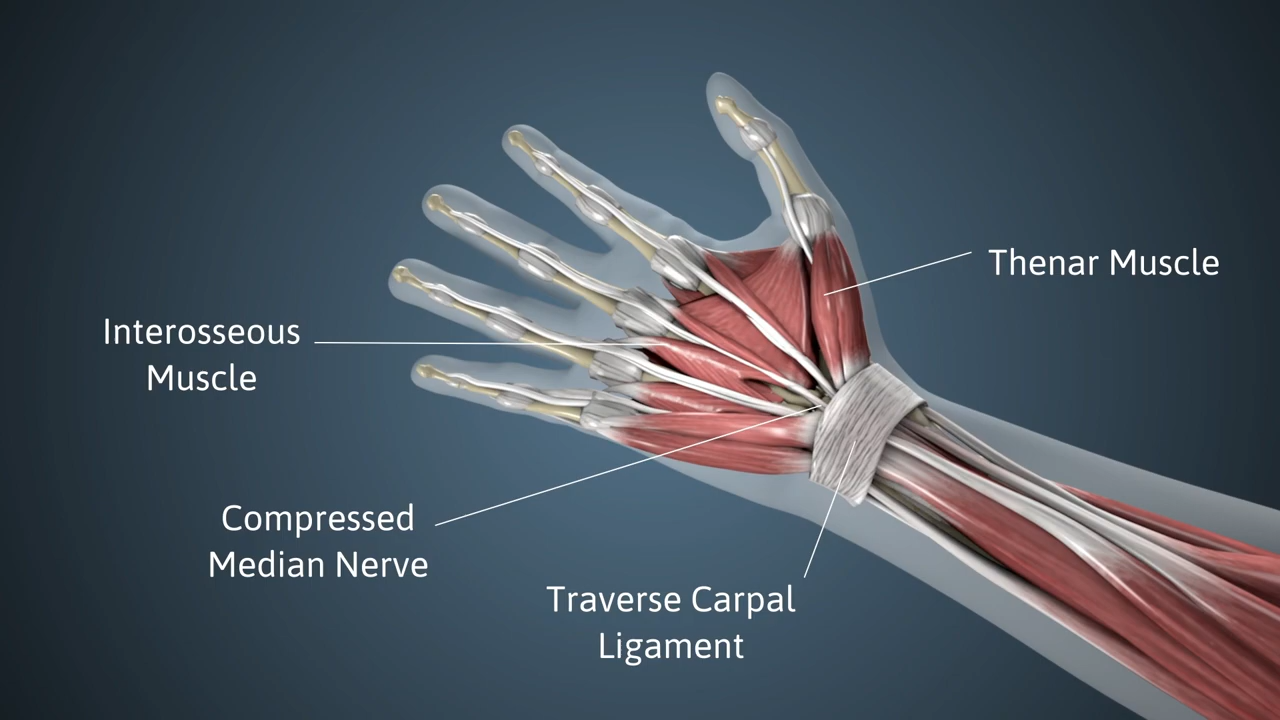 Thenar Muscle
Interosseous
Muscle
Compressed
Median Nerve
Traverse Carpal
Ligament